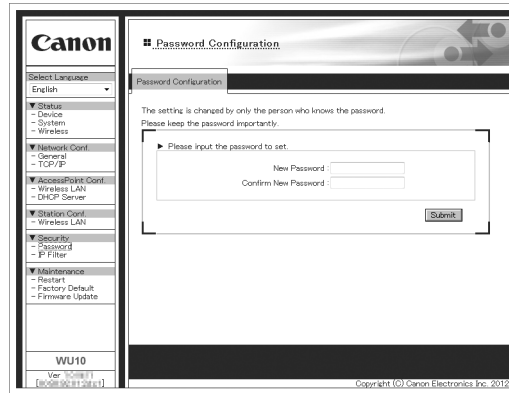 Canon
Select Language
English
▼ Status
- Device
- System
- Wireless
▼ Network Conf.
- General
- TCP/IP
▼ AccessPoint Conf.
- Wireless LAN
- DHCP Server
▼ Station Conf.
- Wireless LAN
▼ Security
- Password
- IP Filter
▼ Maintenance
- Restart
- Factory Default
- Firmware Update
WU10
Ver
Password Configuration
Password Configuration
The setting is changed by only the person who knows the password.
Please keep the password importantly.
► Please input the password to set.
New Password :
Confirm New Password :
Submit
Copyright (C) Canon Electronics Inc. 2012